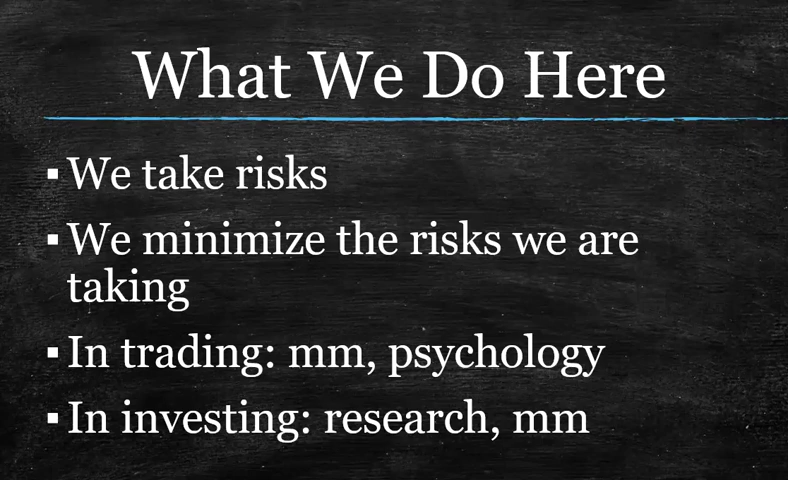 What We Do Here
▪ We take risks
▪ We minimize the risks we are
taking
▪ In trading: mm, psychology
▪ In investing: research, mm